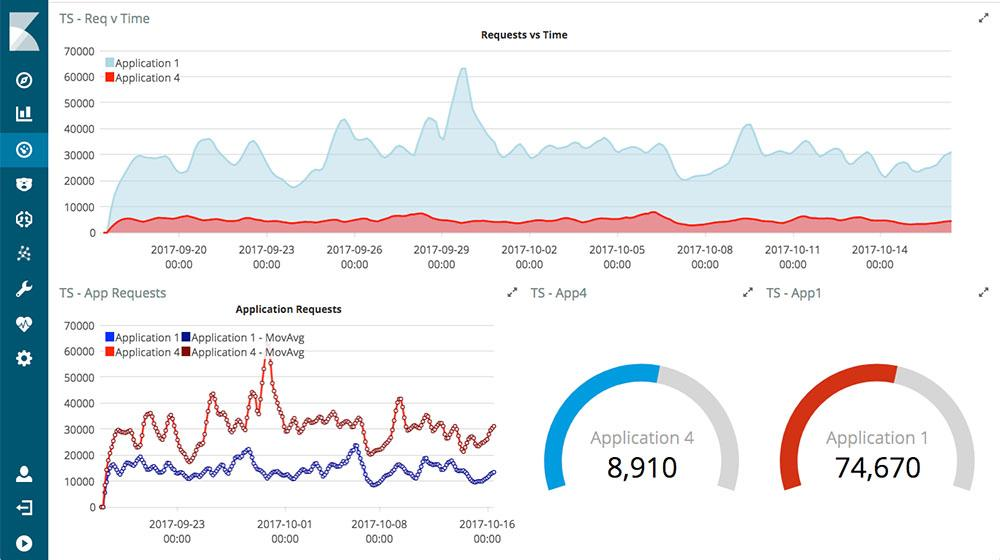 TS - Req v Time
Requests vs Time
70000
60000
50000
40000
30000
20000
10000
0
Application 1
Application 4
2017-09-20 2017-09-23 2017-09-26 2017-09-29 2017-10-02 2017-10-05 2017-10-08 2017-10-11 2017-10-14
00:00 00:00 00:00 00:00 00:00 00:00 00:00 00:00 00:00
TS - App Requests
Application Requests
70000
60000
50000
40000
30000
20000
10000
0
Application 1 Application 1 - MovAvg
Application 4 Application 4 - MovAvg
2017-09-23 2017-10-01 2017-10-08 2017-10-16
00:00 00:00 00:00 00:00
TS - App4
Application 4
8,910
TS - App1
Application 1
74,670